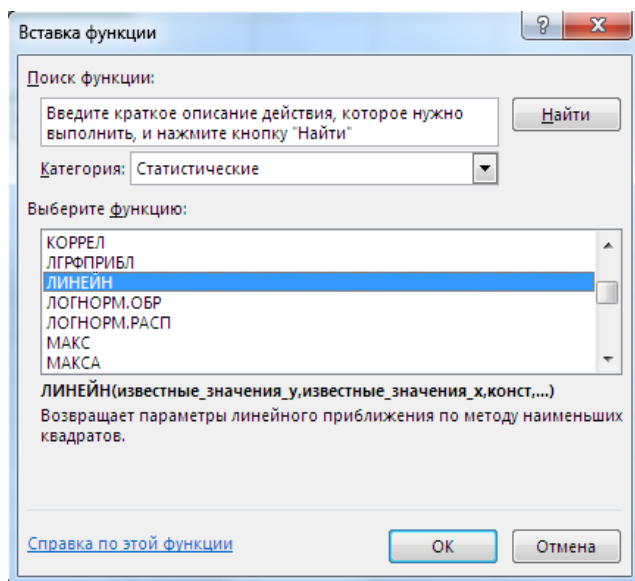 Вставка функции
Поиск функции:
Введите краткое описание действия, которое нужно
выполнить, и нажмите кнопку "Найти"
Найти
Категория: Статистические
Выберите функцию:
КОРРЕЛ
ЛГРФПРИБЛ
ЛИНЕЙН
ЛОГНОРМ.ОБР
ЛОГНОРМ.РАСП
МАКС
МАКСА
ЛИНЕЙН(известные_значения_y,известные_значения_x,конст,...)
Возвращает параметры линейного приближения по методу наименьших
квадратов.
Справка по этой функции
ОК
Отмена